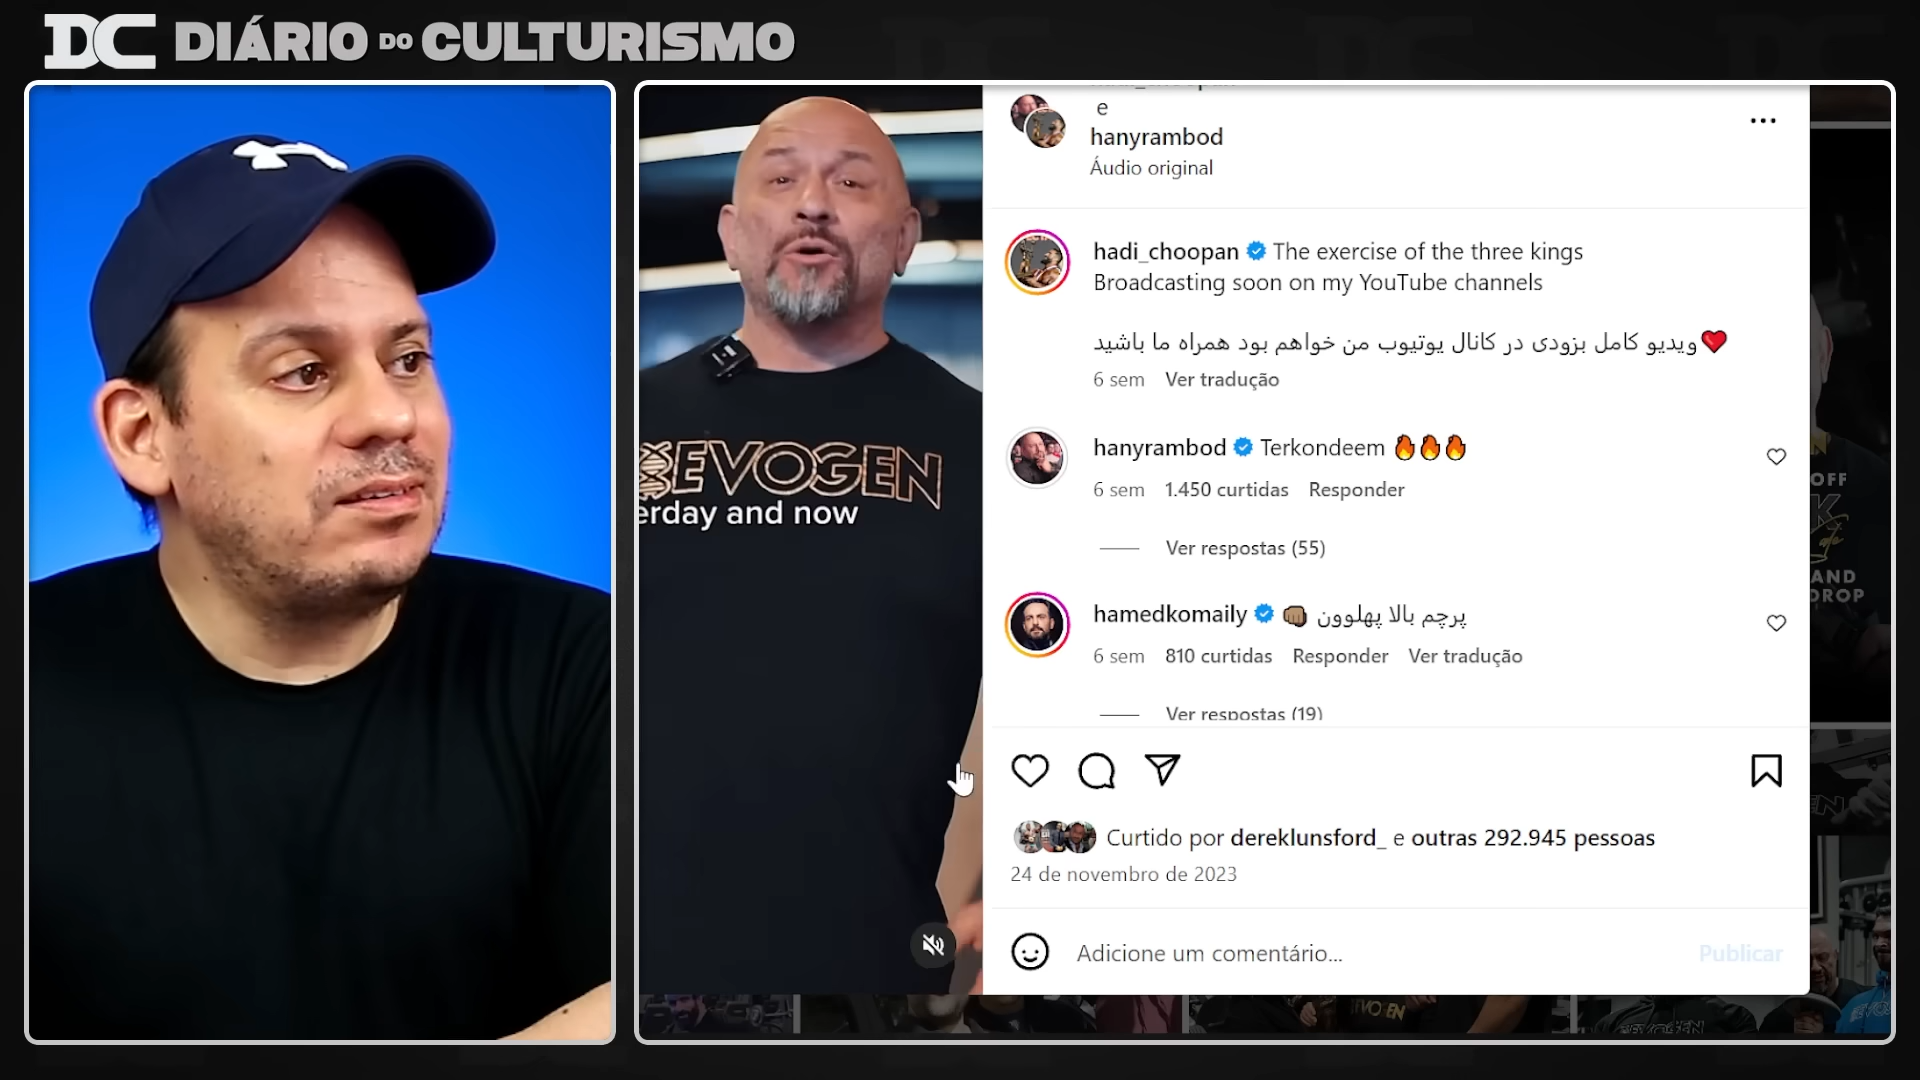 DC DIÁRIO DO CULTURISMO
e
hanyrambod
Áudio original
hadi_choopan The exercise of the three kings
Broadcasting soon on my YouTube channels
ویدیو کامل بزودی در کانال یوتیوب من خواهم بود همراه ما باشید❤️
6 sem Ver tradução
hanyrambod Terkondeem 🔥🔥🔥
6 sem 1.450 curtidas Responder
Ver respostas (55)
hamedkomaily 👊🏽 پرچم بالا پهلوون
6 sem 810 curtidas Responder Ver tradução
Ver respostas (19)
Curtido por dereklunsford_ e outras 292.945 pessoas
24 de novembro de 2023
Adicione um comentário...
Publicar
EVOGEN
erday and now
OFF
AND
DROP
EVOGEN